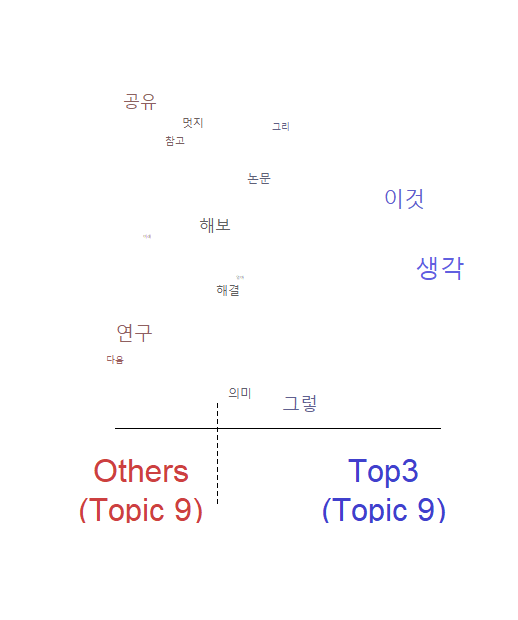 공유
멋지
그리
참고
논문
이것
해보
생각
해결
연구
다음
의미
그렇
Others
(Topic 9)
Top3
(Topic 9)